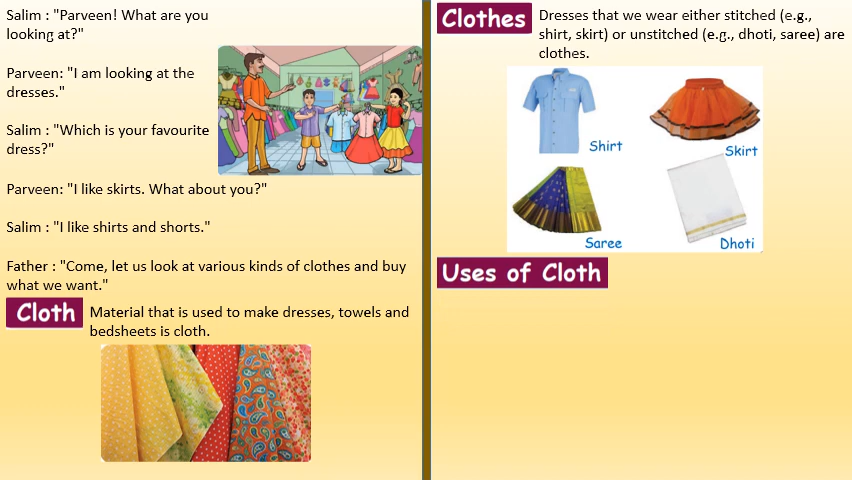 Salim : "Parveen! What are you
looking at?"
Parveen: "I am looking at the
dresses."
Salim : "Which is your favourite
dress?"
Parveen: "I like skirts. What about you?"
Salim : "I like shirts and shorts."
Father : "Come, let us look at various kinds of clothes and buy
what we want."
Cloth
Material that is used to make dresses, towels and
bedsheets is cloth.
Clothes
Dresses that we wear either stitched (e.g.,
shirt, skirt) or unstitched (e.g., dhoti, saree) are
clothes.
Shirt
Skirt
Saree
Dhoti
Uses of Cloth